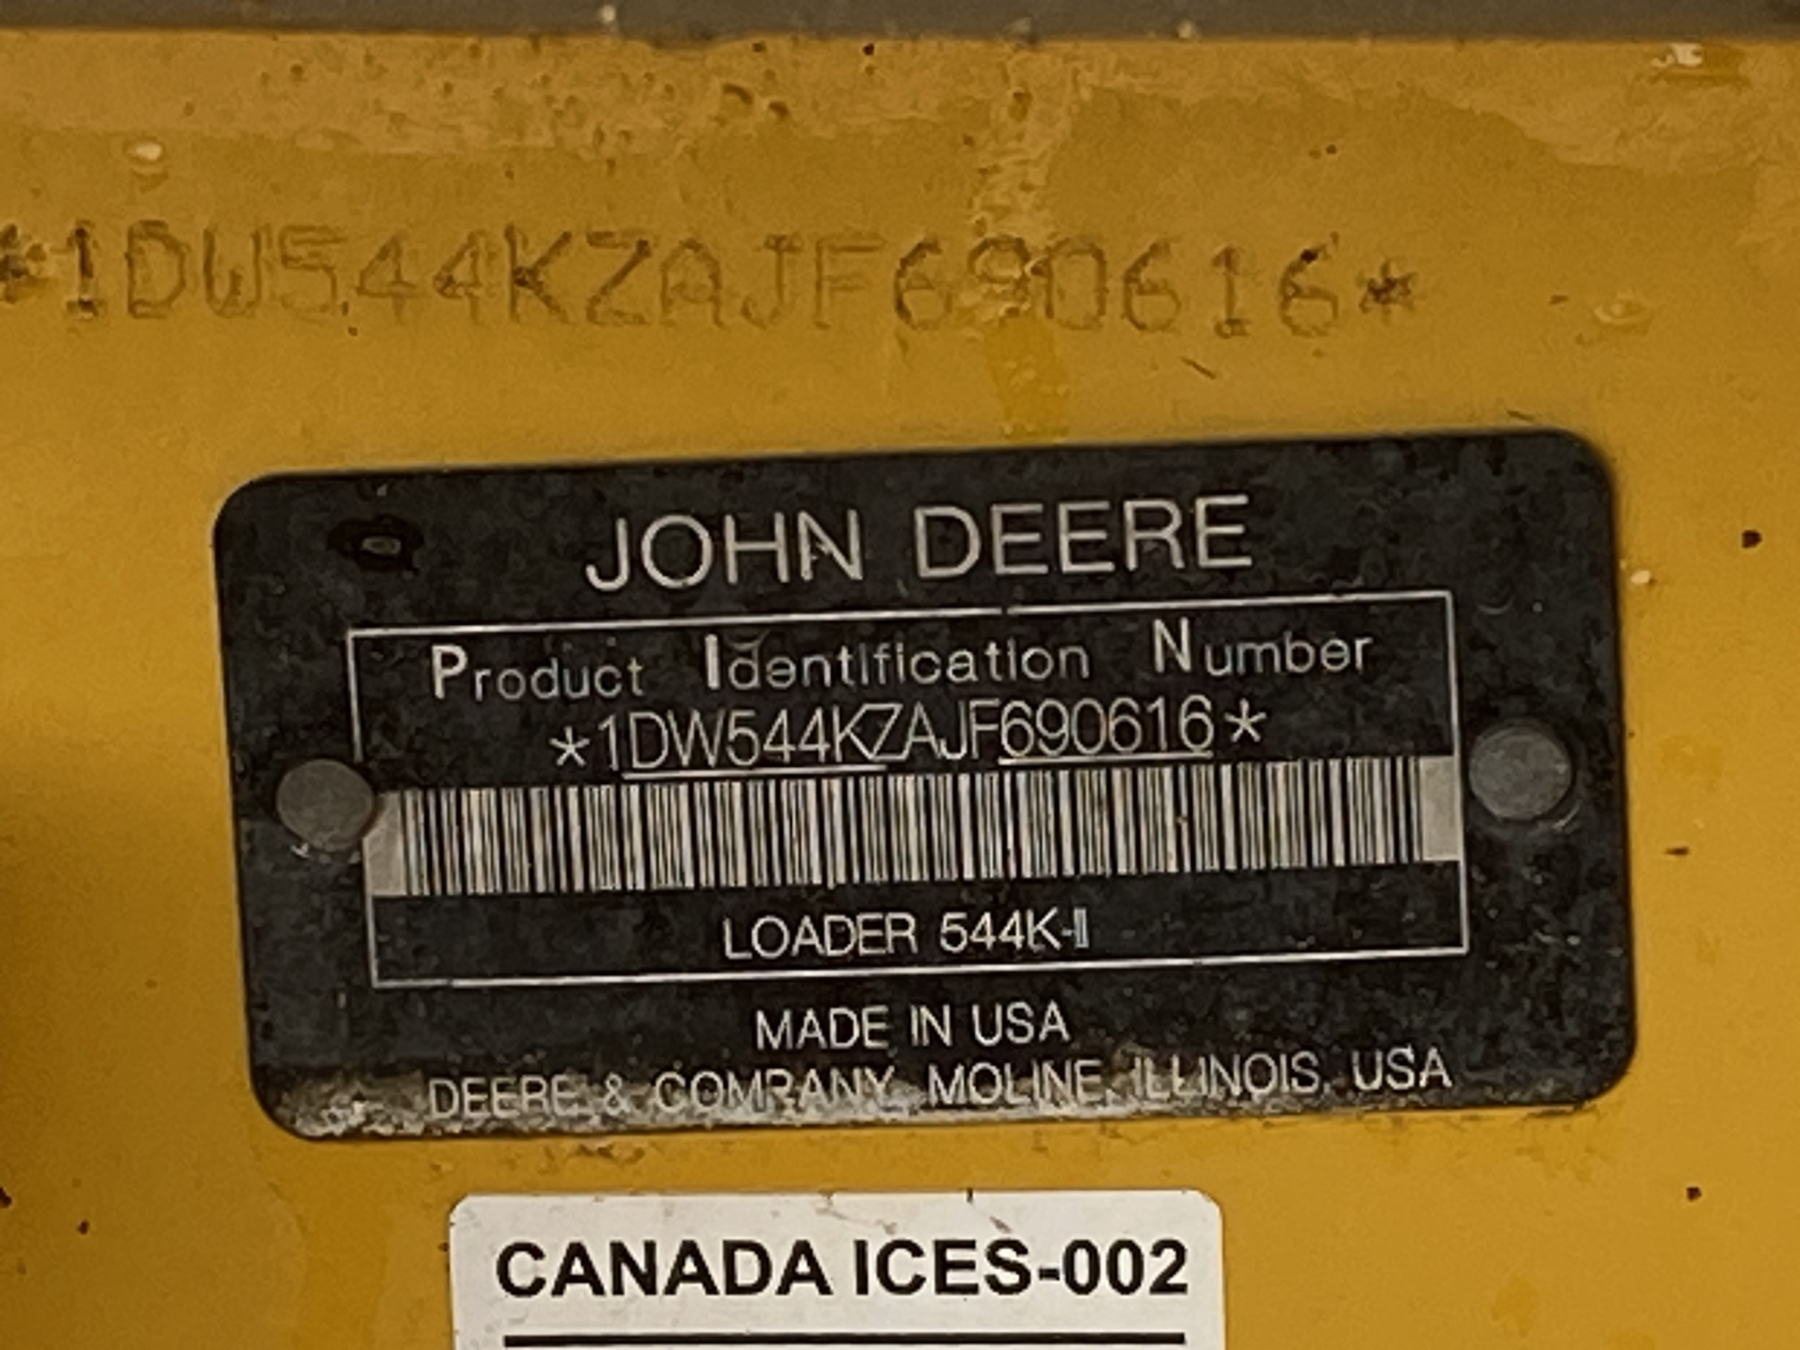 *1DW544KZAJF690616*
JOHN DEERE
Product Identification Number
*1DW544KZAJF690616*
LOADER 544K-II
MADE IN USA
DEERE & COMPANY, MOLINE, ILLINOIS, USA
CANADA ICES-002